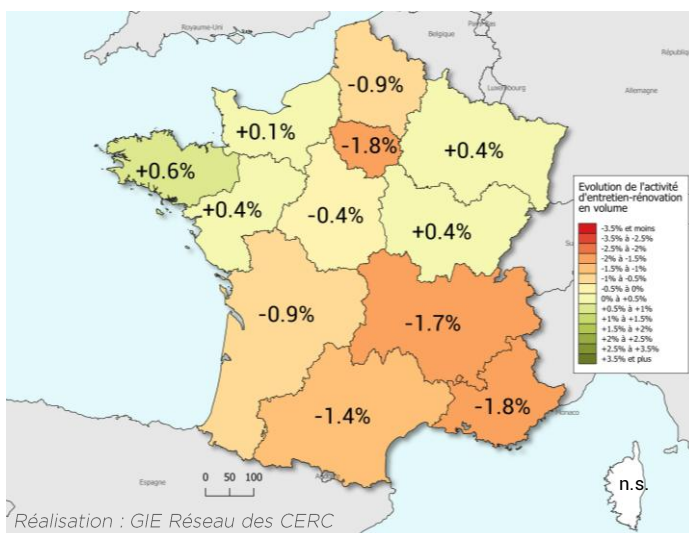 Royaume-Uni
Belgique
Luxembourg
Allemagne
-0.9%
+0.1%
-1.8%
+0.4%
+0.6%
+0.4%
-0.4%
+0.4%
-0.9%
-1.7%
-1.4%
-1.8%
Evolution de l'activité
d'entretien-rénovation
en volume
-3.5% et moins
-3.5% à -2.5%
-2.5% à -2%
-2% à -1.5%
-1.5% à -1%
-1% à -0.5%
-0.5% à 0%
0% à +0.5%
+0.5% à +1%
+1% à +1.5%
+1.5% à +2%
+2% à +2.5%
+2.5% à +3.5%
+3.5% et plus
Monaco
n.s.
Espagne
0 50 100
Réalisation : GIE Réseau des CERC